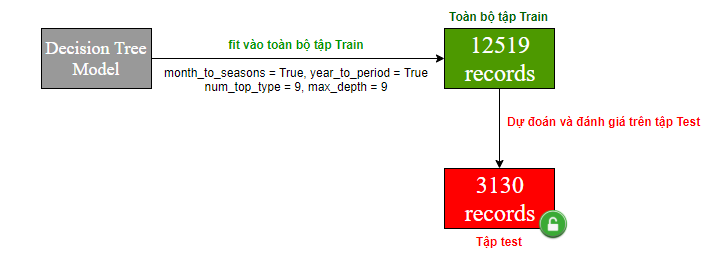 Toàn bộ tập Train
Decision Tree
Model
fit vào toàn bộ tập Train
month_to_seasons = True, year_to_period = True
num_top_type = 9, max_depth = 9
12519
records
Dự đoán và đánh giá trên tập Test
3130
records
Tập test